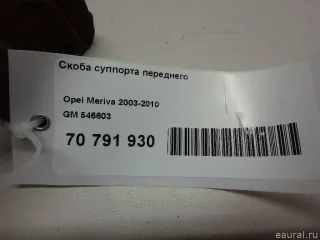 Скоба суппорта переднего
Opel Meriva 2003-2010
GM 546603
70 791 930
eaural.ru